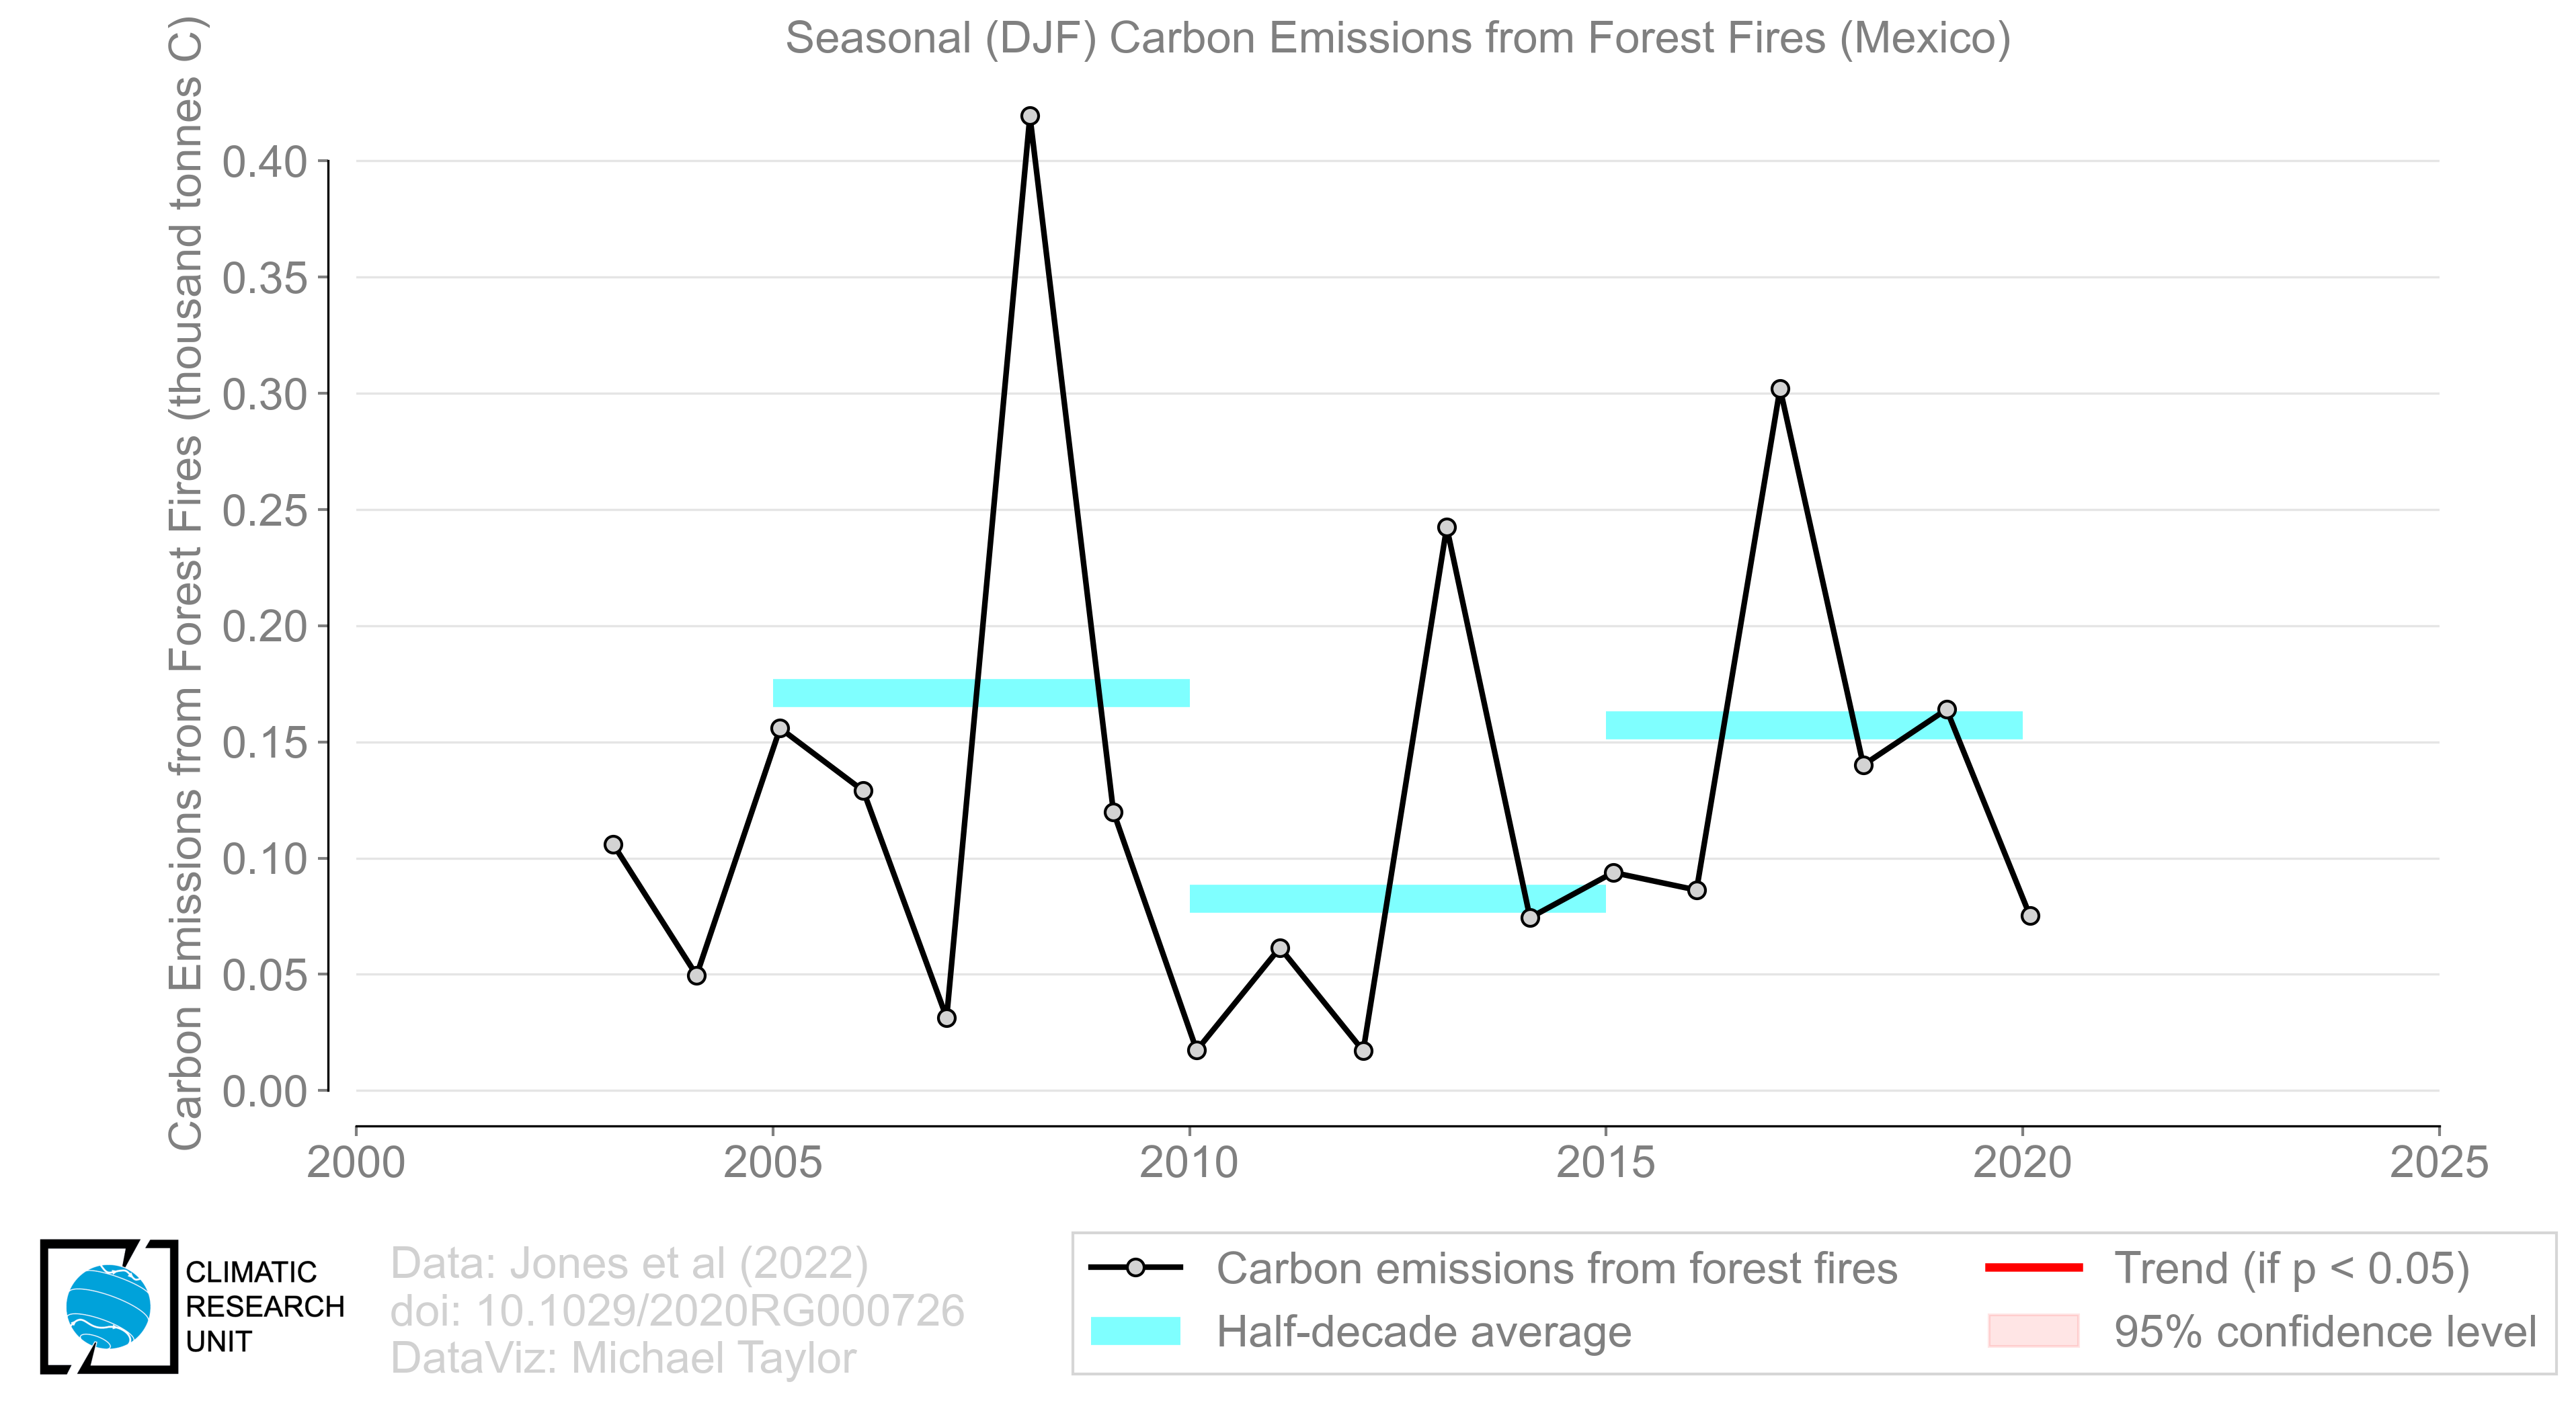 Seasonal (DJF) Carbon Emissions from Forest Fires (Mexico)
Carbon Emissions from Forest Fires (thousand tonnes C)
0.40
0.35
0.30
0.25
0.20
0.15
0.10
0.05
0.00
2000 2005 2010 2015 2020 2025
CLIMATIC
RESEARCH
UNIT
Data: Jones et al (2022)
doi: 10.1029/2020RG000726
DataViz: Michael Taylor
Carbon emissions from forest fires
Half-decade average
Trend (if p < 0.05)
95% confidence level